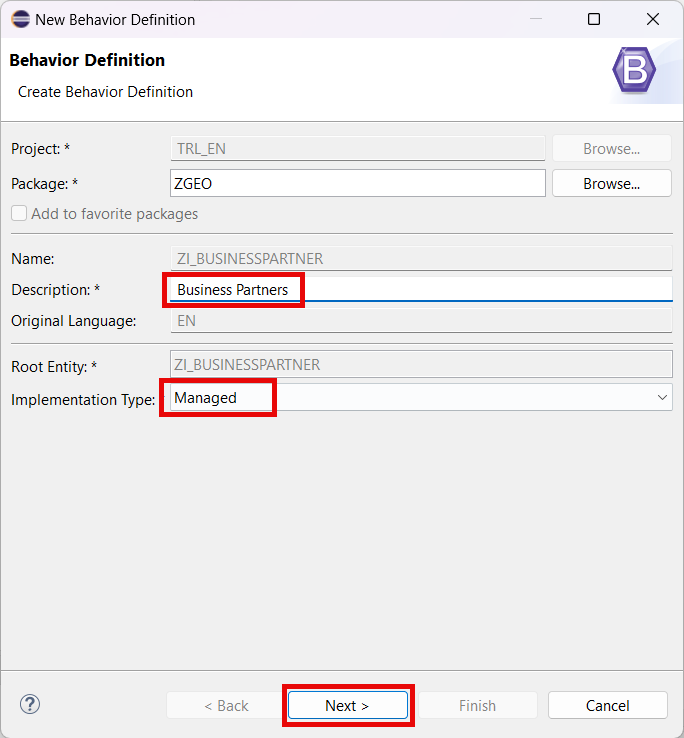 New Behavior Definition
Behavior Definition
Create Behavior Definition
B
Project: * TRL_EN Browse...
Package: * ZGEO Browse...
Add to favorite packages
Name: ZI_BUSINESSPARTNER
Description: * Business Partners
Original Language: EN
Root Entity: * ZI_BUSINESSPARTNER
Implementation Type: Managed
? < Back Next > Finish Cancel